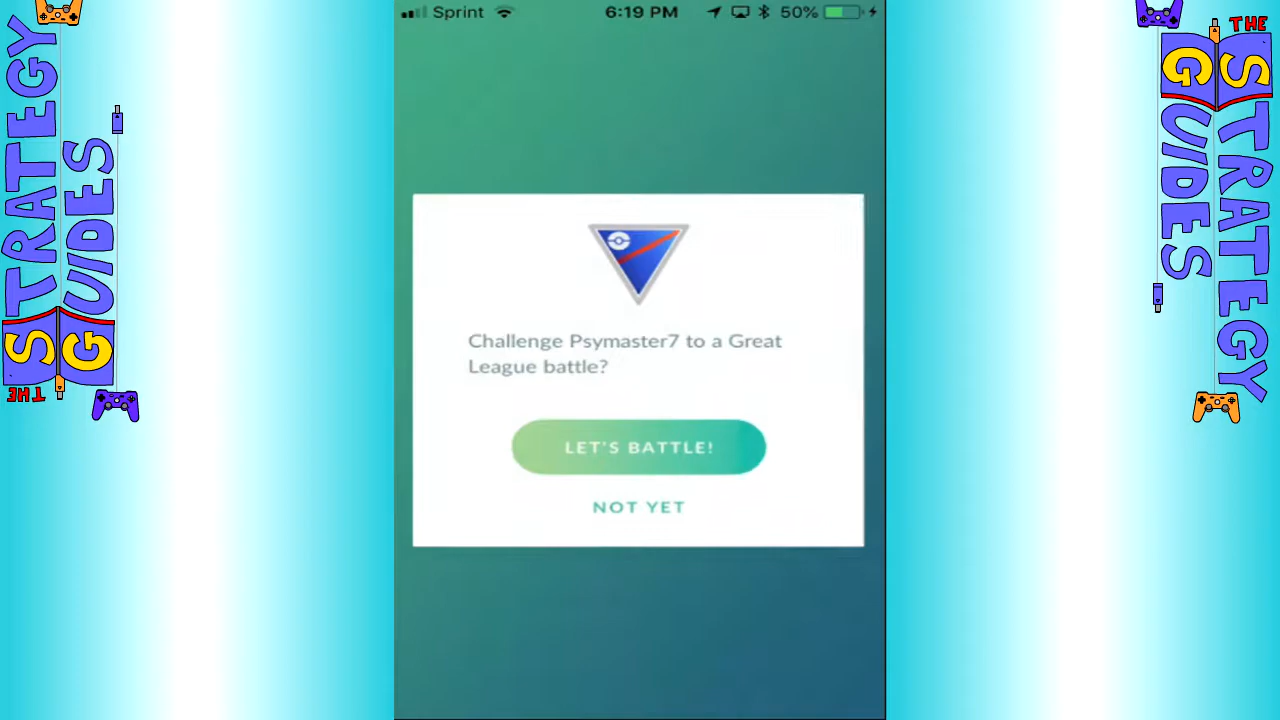 Sprint 6:19 PM 50%
THE
STRATEGY
GUIDES
Challenge Psymaster7 to a Great
League battle?
LET'S BATTLE!
NOT YET
THE
STRATEGY
GUIDES